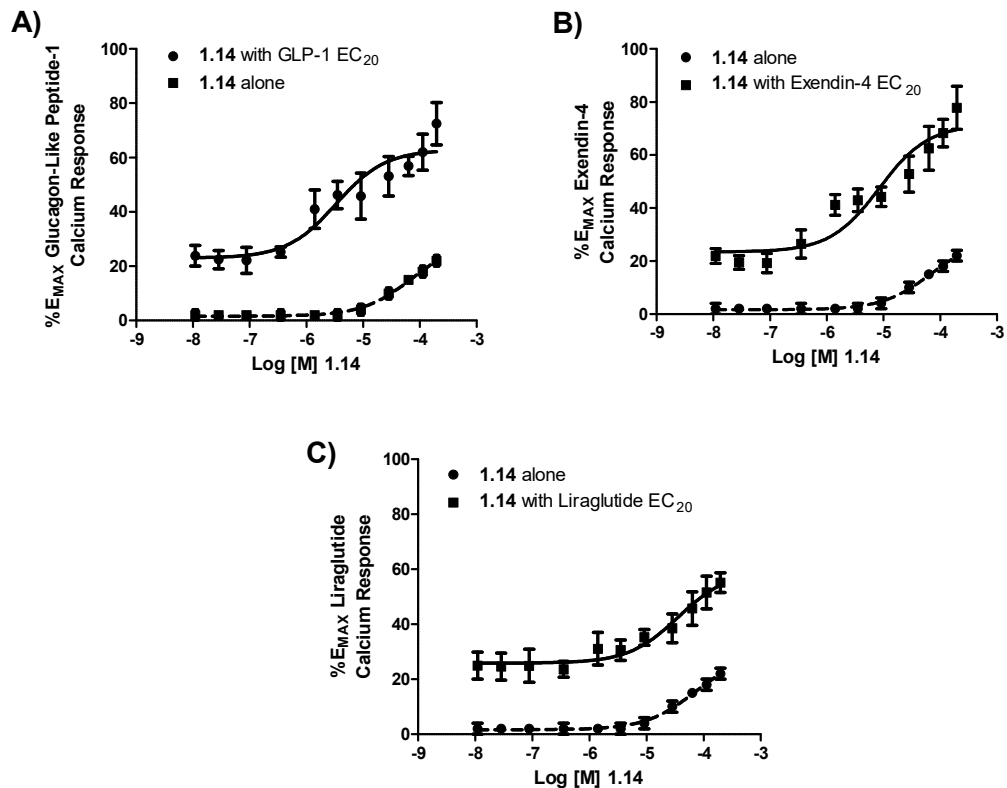 A)
1.14 with GLP-1 EC20
1.14 alone
%EMAX Glucagon-Like Peptide-1
Calcium Response
100
80
60
40
20
0
-9 -8 -7 -6 -5 -4 -3
Log [M] 1.14
B)
1.14 alone
1.14 with Exendin-4 EC20
%EMAX Exendin-4
Calcium Response
100
80
60
40
20
0
-9 -8 -7 -6 -5 -4 -3
Log [M] 1.14
C)
1.14 alone
1.14 with Liraglutide EC20
%EMAX Liraglutide
Calcium Response
100
80
60
40
20
0
-9 -8 -7 -6 -5 -4 -3
Log [M] 1.14